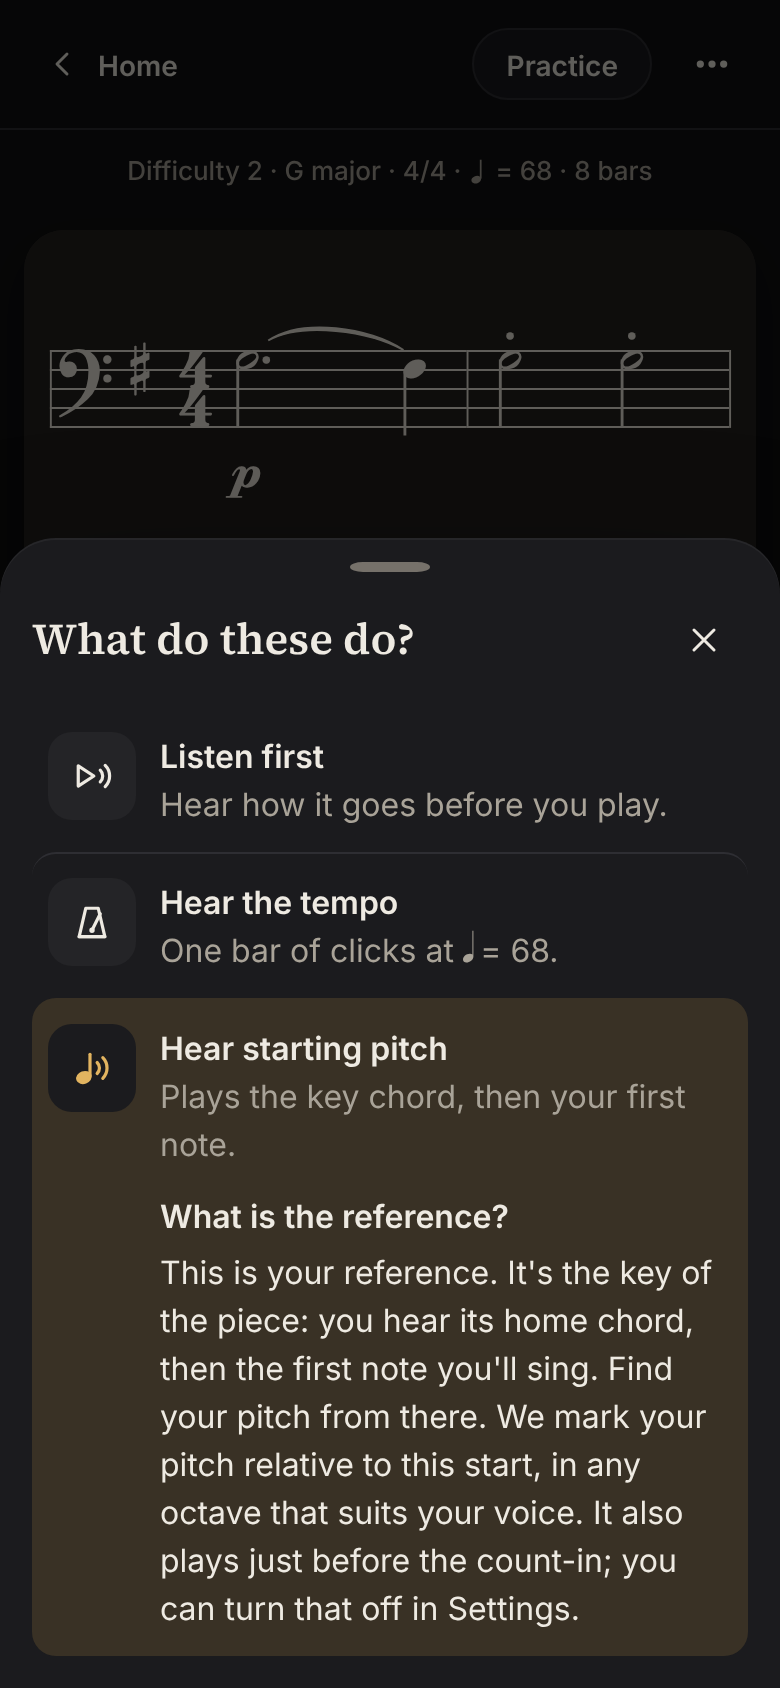 Home
Practice
Difficulty 2 · G major · 4/4 · ♩ = 68 · 8 bars
4
4
p
What do these do?
Listen first
Hear how it goes before you play.
Hear the tempo
One bar of clicks at ♩ = 68.
Hear starting pitch
Plays the key chord, then your first
note.
What is the reference?
This is your reference. It's the key of
the piece: you hear its home chord,
then the first note you'll sing. Find
your pitch from there. We mark your
pitch relative to this start, in any
octave that suits your voice. It also
plays just before the count-in; you
can turn that off in Settings.